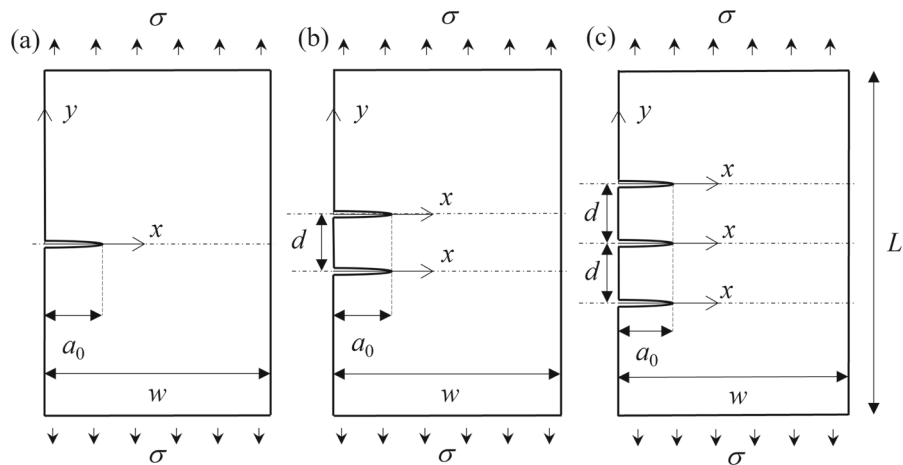 σ σ σ
(a) (b) (c)
y y y
x
x x
d d
x x L
d
x
a₀ a₀ a₀
w w w
σ σ σ